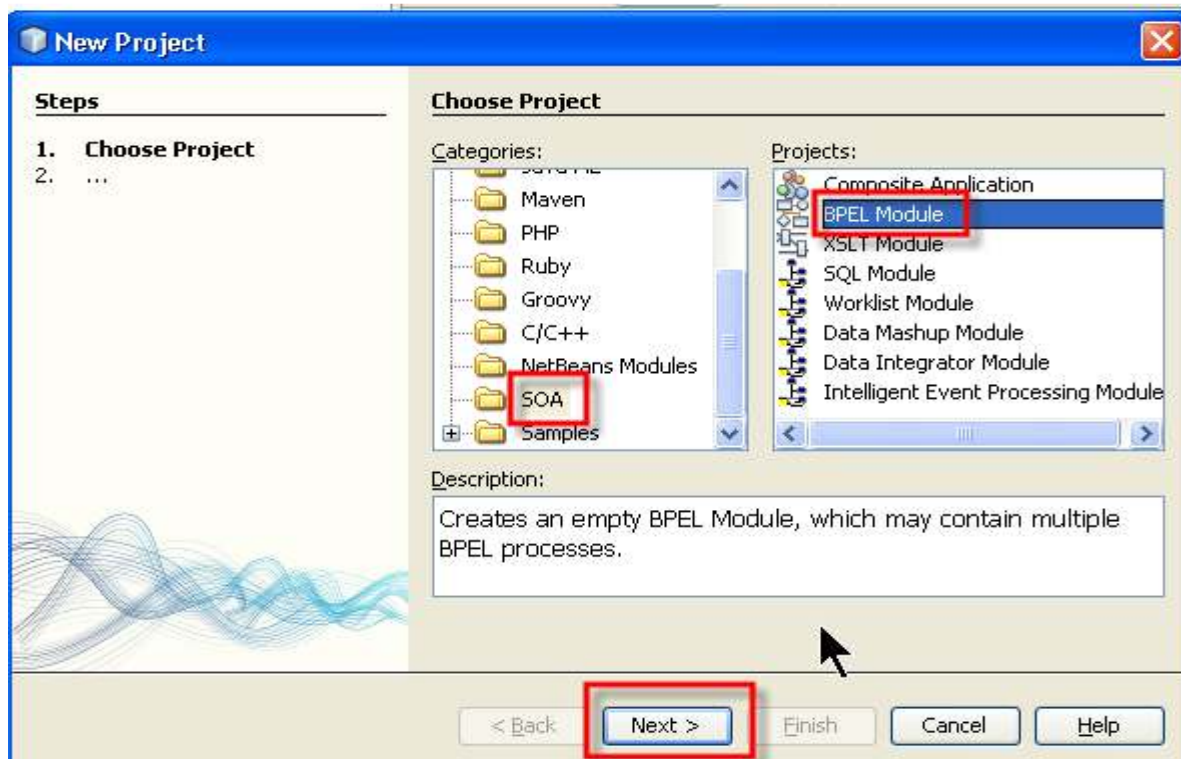 New Project
Steps
1. Choose Project
2. ...
Choose Project
Categories:
Maven
PHP
Ruby
Groovy
C/C++
NetBeans Modules
SOA
Samples
Projects:
Composite Application
BPEL Module
XSLT Module
SQL Module
Worklist Module
Data Mashup Module
Data Integrator Module
Intelligent Event Processing Module
Description:
Creates an empty BPEL Module, which may contain multiple
BPEL processes.
< Back Next > Finish Cancel Help